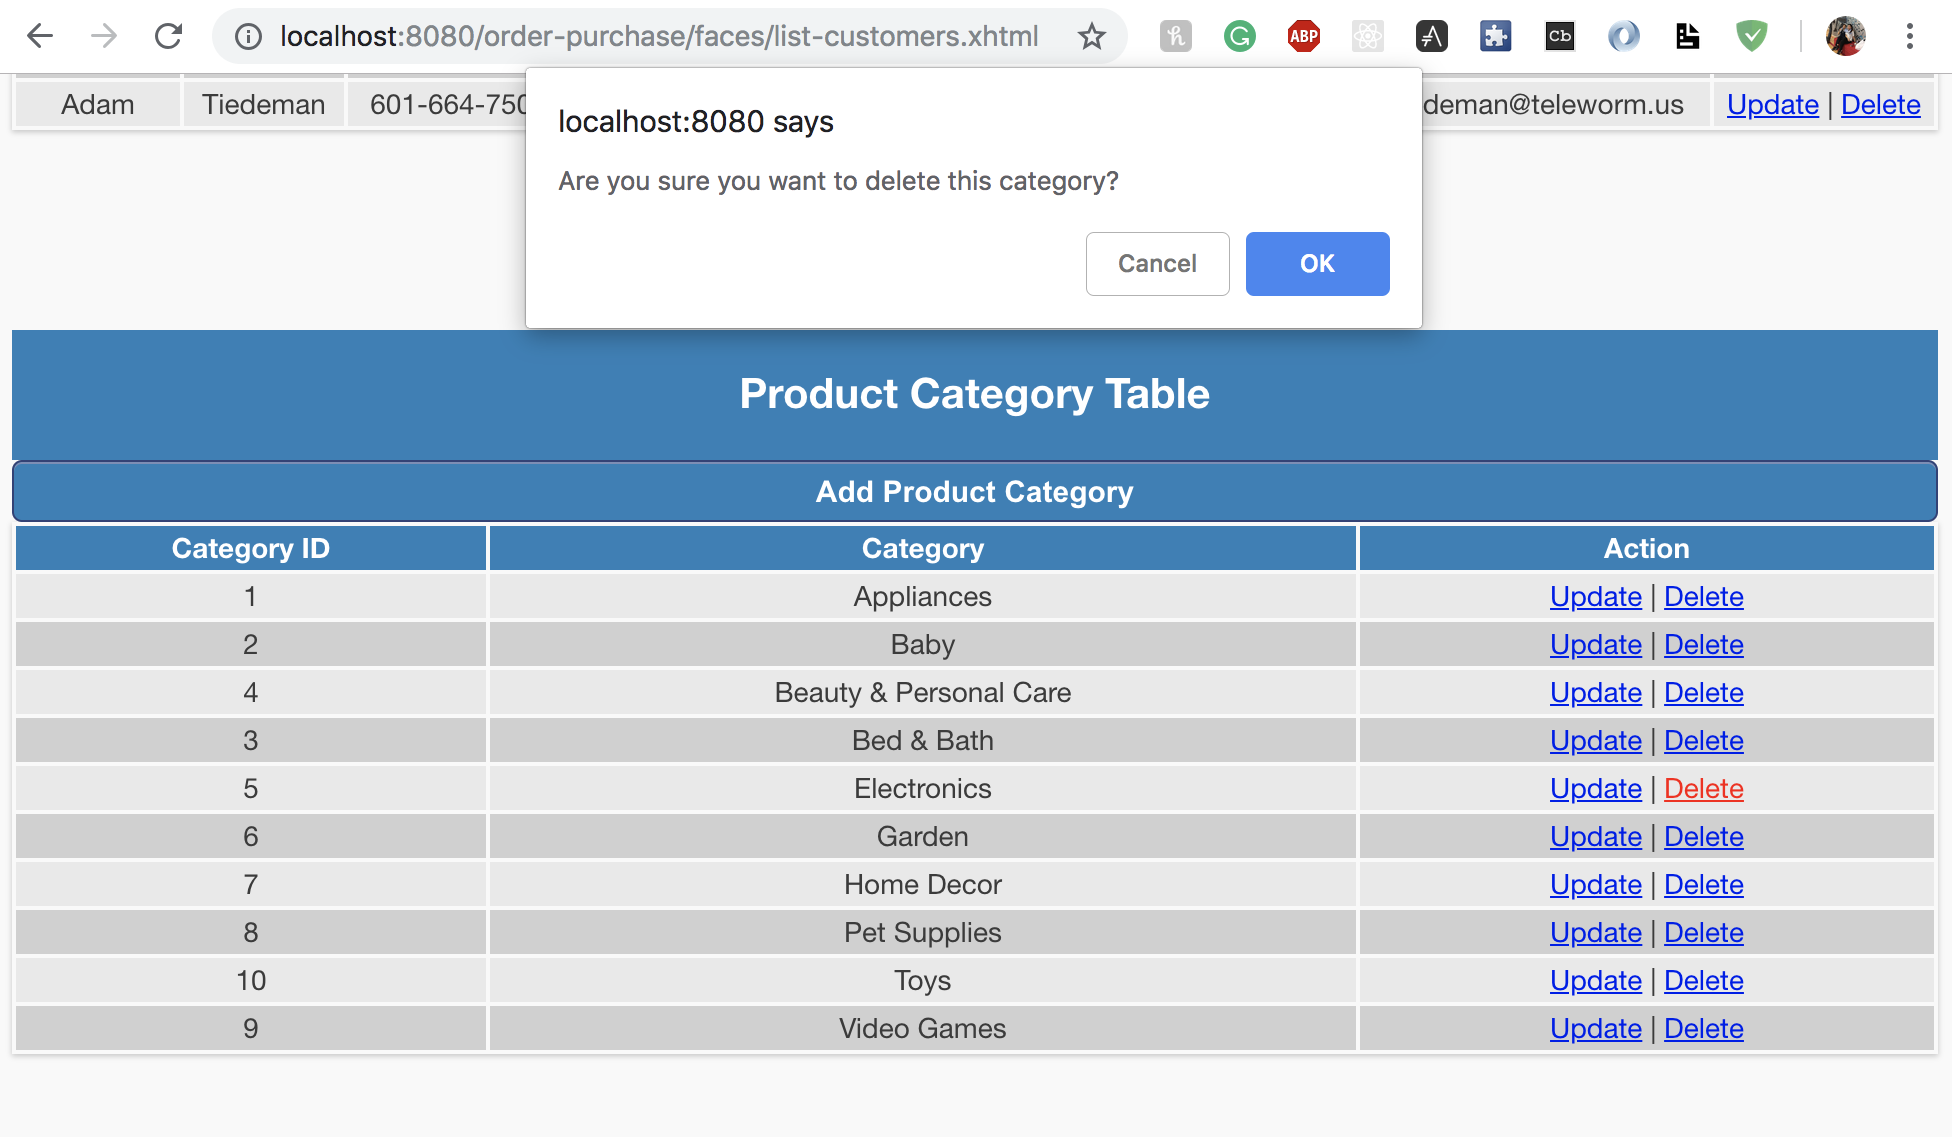 localhost:8080/order-purchase/faces/list-customers.xhtml
ABP
Cb
Adam Tiedeman 601-664-750 deman@teleworm.us Update | Delete
localhost:8080 says
Are you sure you want to delete this category?
Cancel OK
Product Category Table
Add Product Category
Category ID Category Action
1 Appliances Update | Delete
2 Baby Update | Delete
4 Beauty & Personal Care Update | Delete
3 Bed & Bath Update | Delete
5 Electronics Update | Delete
6 Garden Update | Delete
7 Home Decor Update | Delete
8 Pet Supplies Update | Delete
10 Toys Update | Delete
9 Video Games Update | Delete